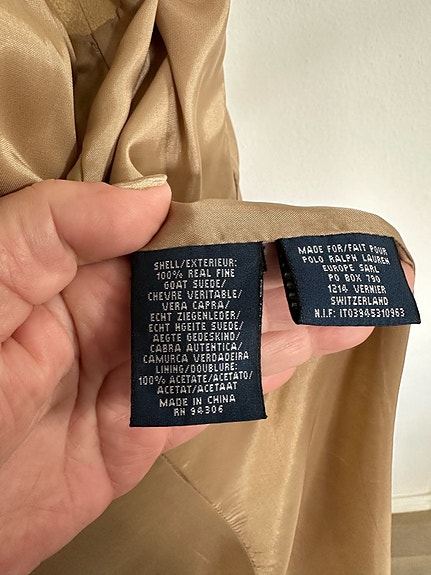 SHELL/EXTERIEUR:
100% REAL FINE
GOAT SUEDE/
CHEVRE VERITABLE/
VERA CAPRA/
ECHT ZIEGENLEDER/
ECHT HGEITE SUEDE/
AEGTE GEDESKIND/
CABRA AUTENTICA/
CAMURCA VERDADEIRA
LINING/DOUBLURE:
100% ACETATE/ACETATO/
ACETAT/ACETAAT
MADE IN CHINA
RN 94306
MADE FOR/FAIT POUR
POLO RALPH LAUREN
EUROPE SARL
PO BOX 790
1214 VERNIER
SWITZERLAND
N.I.F: IT03945310963